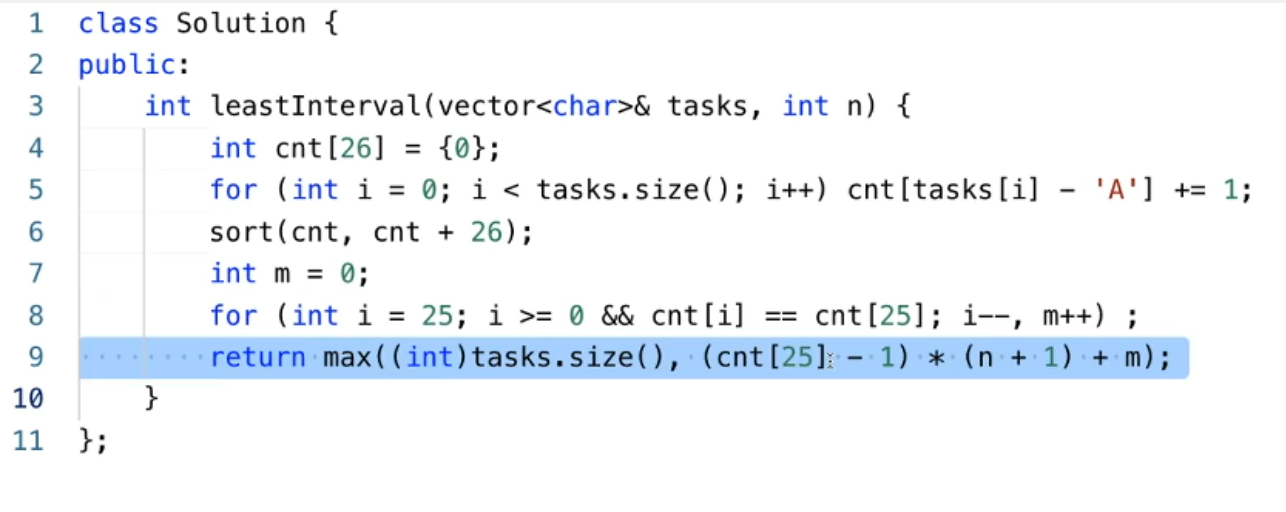 1 class Solution {
2 public:
3     int leastInterval(vector<char>& tasks, int n) {
4         int cnt[26] = {0};
5         for (int i = 0; i < tasks.size(); i++) cnt[tasks[i] - 'A'] += 1;
6         sort(cnt, cnt + 26);
7         int m = 0;
8         for (int i = 25; i >= 0 && cnt[i] == cnt[25]; i--, m++) ;
9         return max((int)tasks.size(), (cnt[25] - 1) * (n + 1) + m);
10     }
11 };